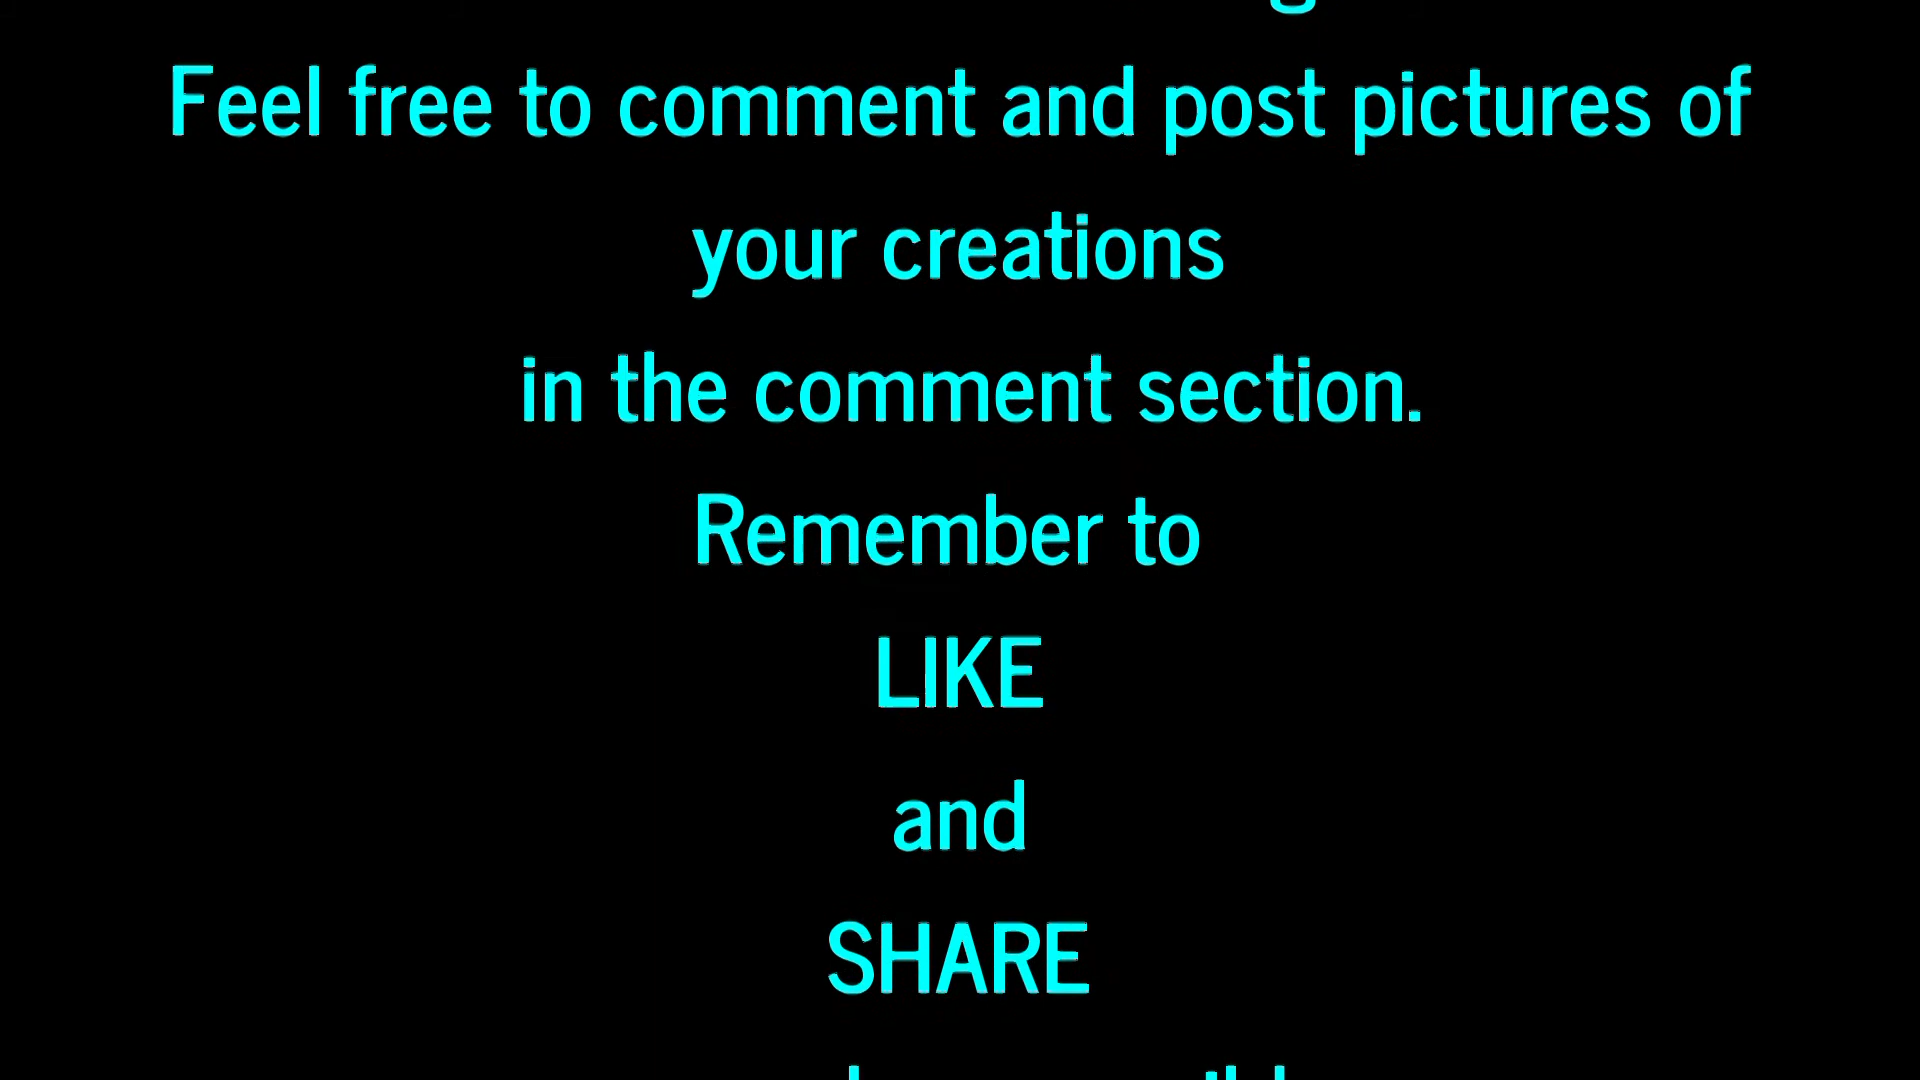 Feel free to comment and post pictures of
your creations
in the comment section.
Remember to
LIKE
and
SHARE